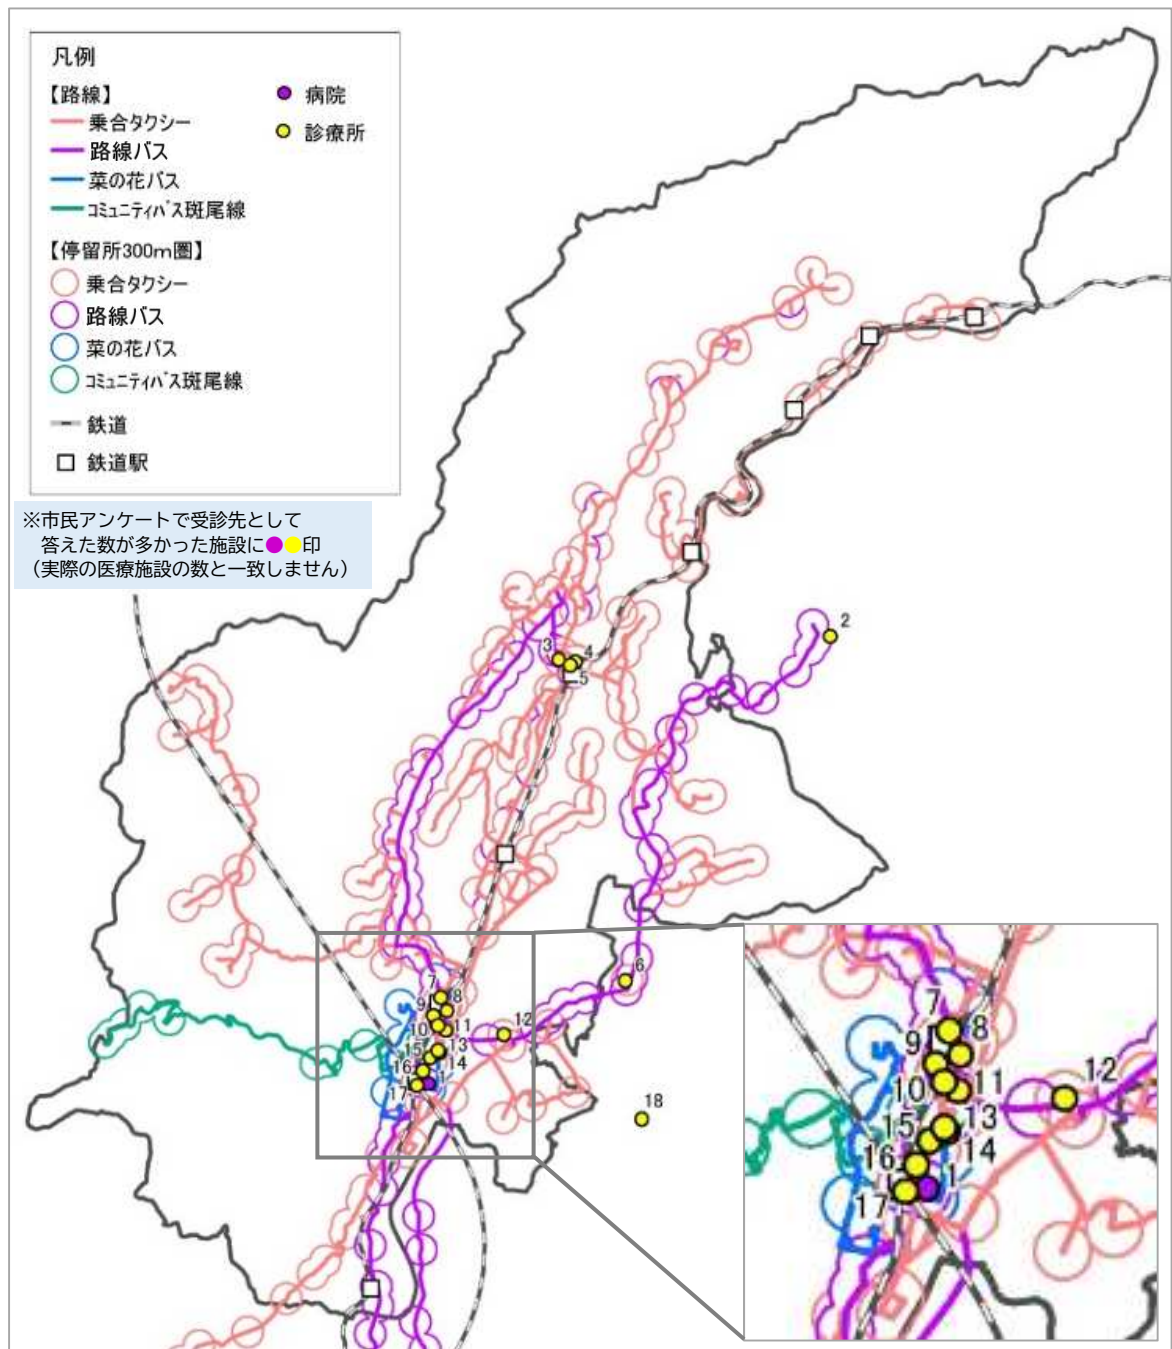 凡例
【路線】
乗合タクシー
路線バス
菜の花バス
コミュニティバス斑尾線
病院
診療所
【停留所300m圏】
乗合タクシー
路線バス
菜の花バス
コミュニティバス斑尾線
鉄道
鉄道駅
※市民アンケートで受診先として
答えた数が多かった施設に●●印
（実際の医療施設の数と一致しません）
2
3
4
5
6
7
8
9
10
11
12
13
15
14
16
1
17
18
7
8
9
10
11
12
13
15
14
16
1
17